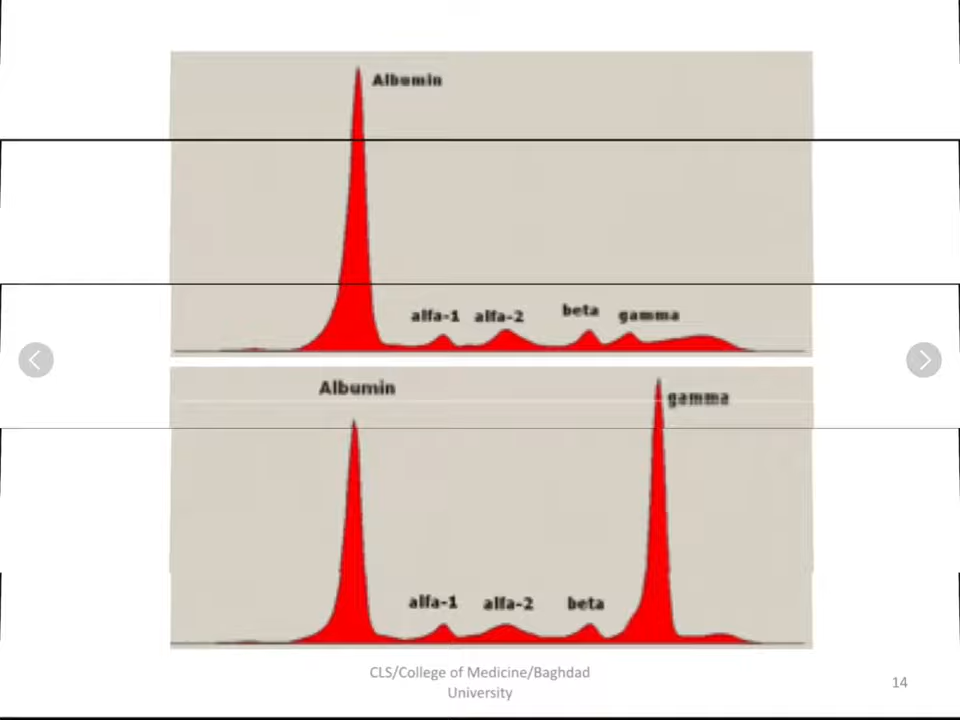 Albumin
alfa-1 alfa-2 beta gamma
Albumin
gamma
alfa-1 alfa-2 beta
CLS/College of Medicine/Baghdad
University
14